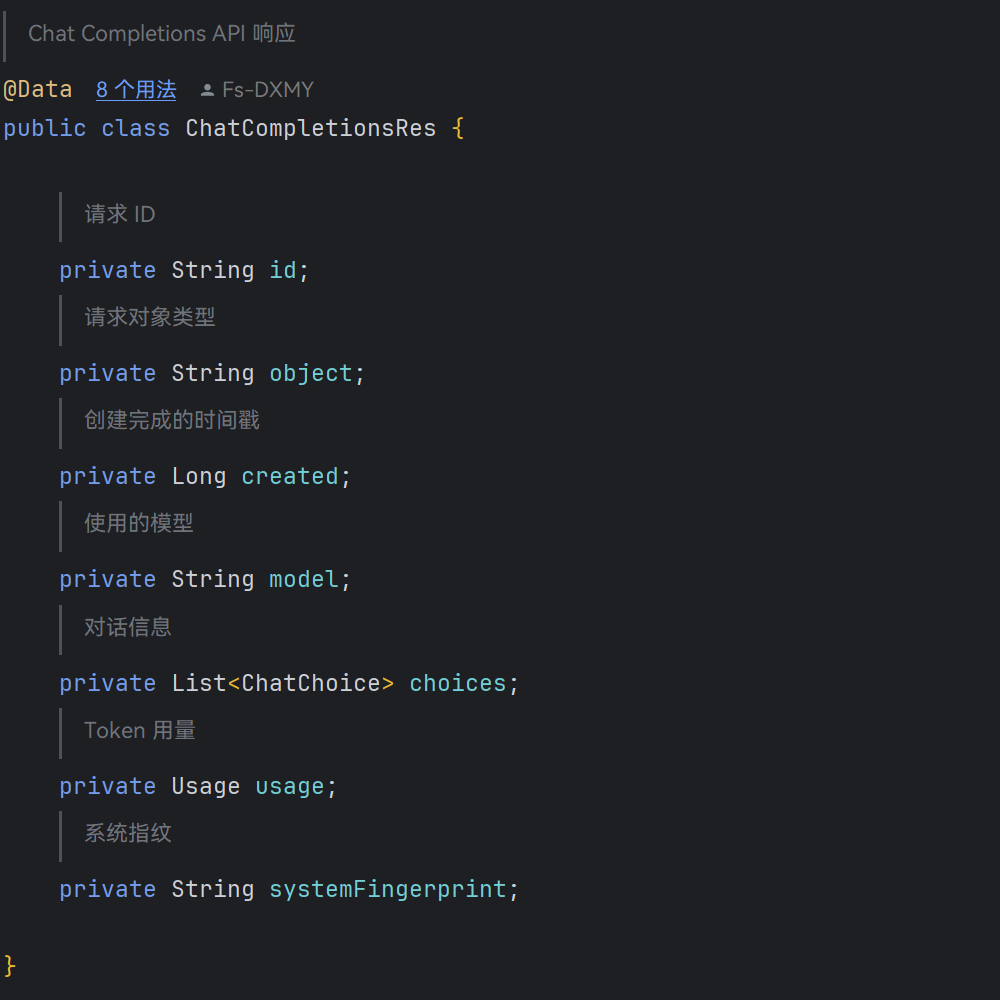 Chat Completions API 响应
@Data 8 个用法 Fs-DXMY
public class ChatCompletionsRes {
请求 ID
private String id;
请求对象类型
private String object;
创建完成的时间戳
private Long created;
使用的模型
private String model;
对话信息
private List<ChatChoice> choices;
Token 用量
private Usage usage;
系统指纹
private String systemFingerprint;
}